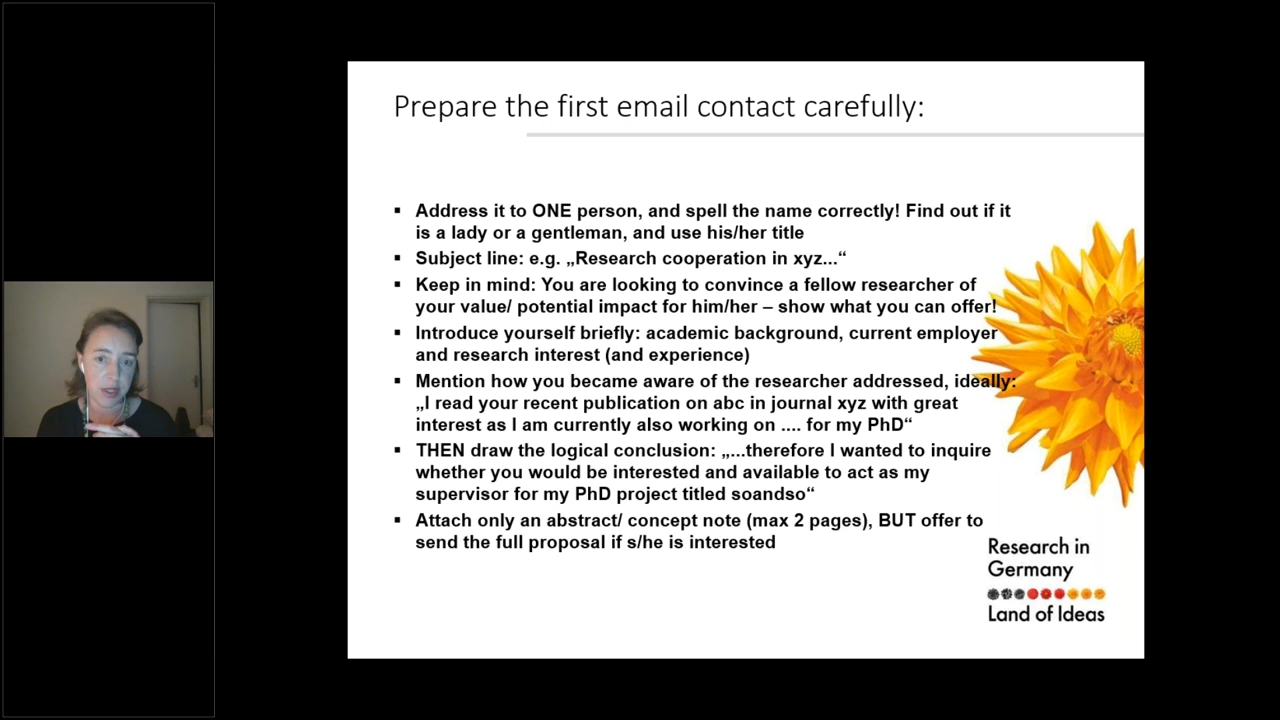 Prepare the first email contact carefully:
▪ Address it to ONE person, and spell the name correctly! Find out if it
is a lady or a gentleman, and use his/her title
▪ Subject line: e.g. „Research cooperation in xyz...“
▪ Keep in mind: You are looking to convince a fellow researcher of
your value/ potential impact for him/her – show what you can offer!
▪ Introduce yourself briefly: academic background, current employer
and research interest (and experience)
▪ Mention how you became aware of the researcher addressed, ideally:
„I read your recent publication on abc in journal xyz with great
interest as I am currently also working on .... for my PhD“
▪ THEN draw the logical conclusion: „...therefore I wanted to inquire
whether you would be interested and available to act as my
supervisor for my PhD project titled soandso“
▪ Attach only an abstract/ concept note (max 2 pages), BUT offer to
send the full proposal if s/he is interested
Research in
Germany
Land of Ideas